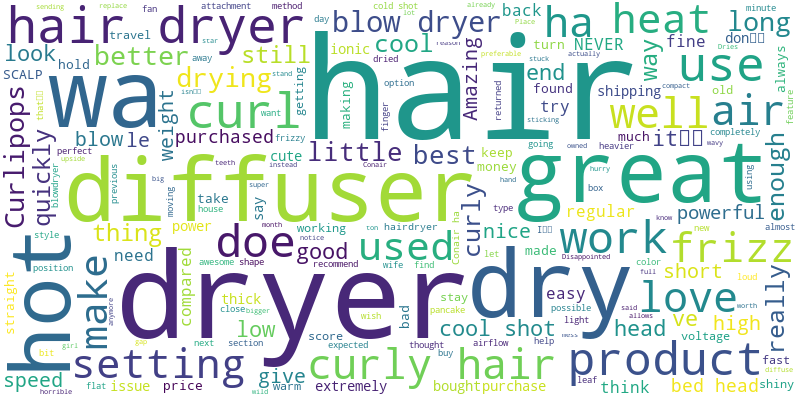 sending replace fan attachment method cold shot lot already minute
hair dryer travel blow dryer back Place ha heat long
star day
look better still ionic cool turn NEVER way fine don
SCALP hold away dried reason actually preferable always
wa drying getting hair Amazing end stuck found shipping use Dries
option stand isn try old compact
curl want making finger returned sticking well air feature
that weight
Curlipops quickly blow le purchased frizzy little best owned going much heavier it completely wavy
perfect upside cute instead Conair keep money teeth
previous diffuser great box using enough
blowdryer big super say take house moving hand hurry type regular powerful
thing power working hairdryer curly Conair ha nice ton know almost
style month new
hot need doe good used made work color Disappointed frizz
position notice awesome shape recommend wife find let full loud
straight make compared dryer dry easy possible short really
anymore thick close bigger stay love ve high
bit low wish pancake bad light said allows head voltage worth
girl gap next section score cool shot airflow help mess
speed setting expected thought curly hair buy product fast
horrible flat issue price give warm extremely bought purchase leaf think bed head shiny diffuse
wild